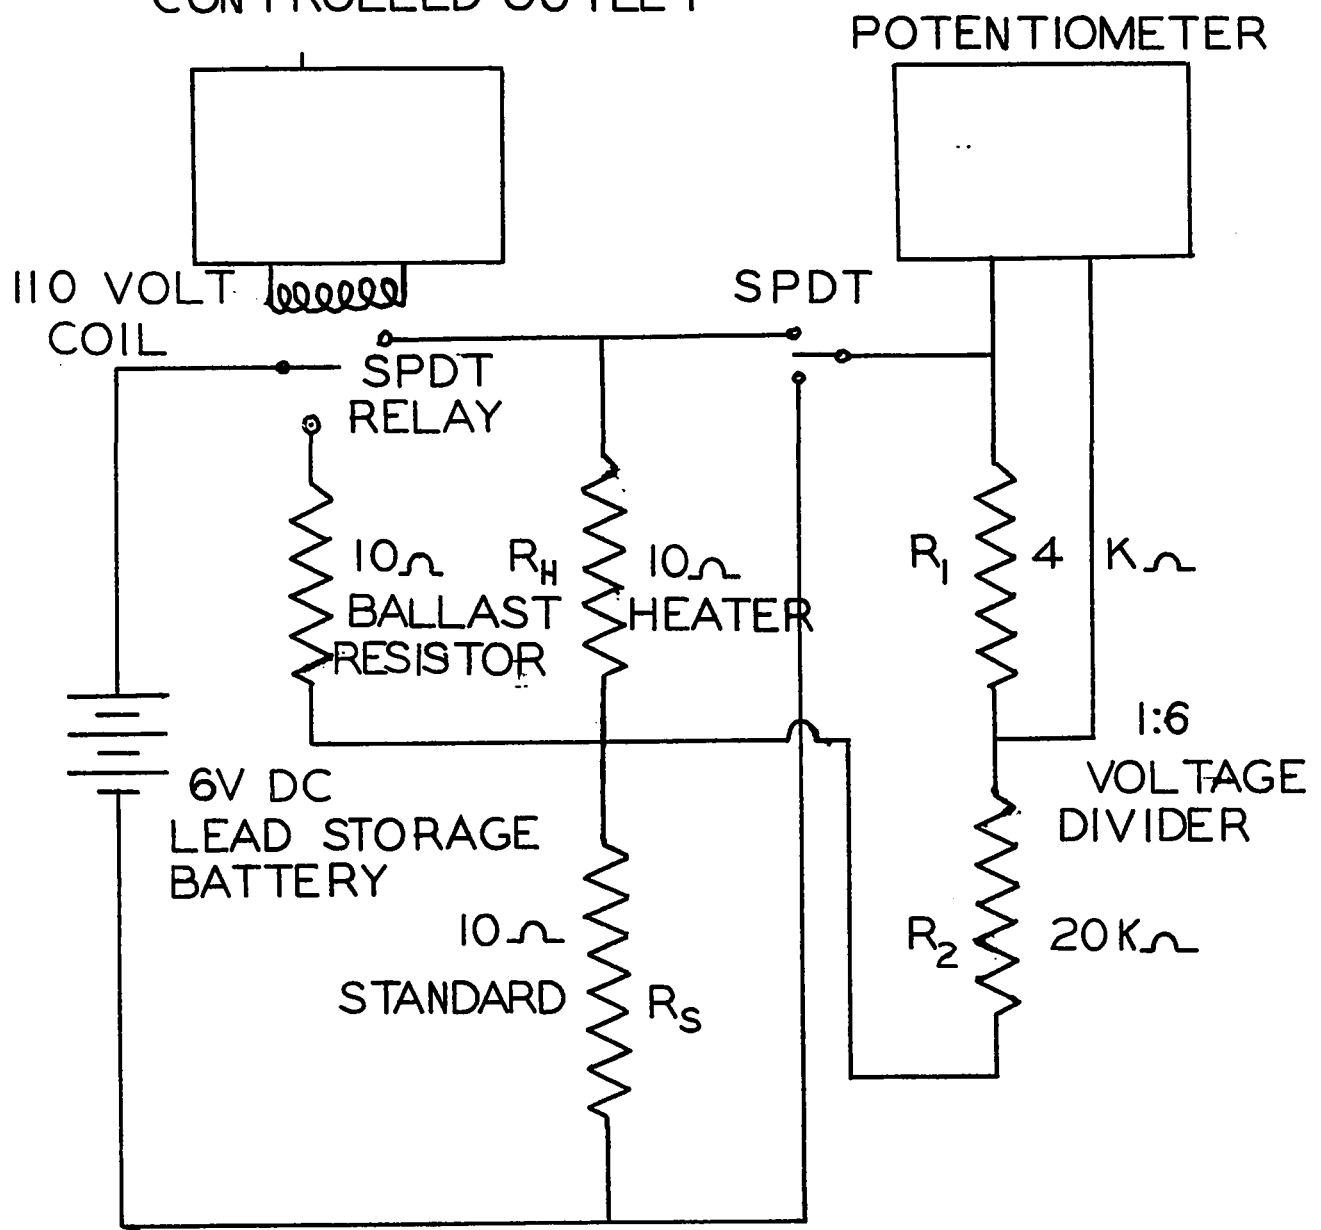 CONTROLLED OUTLET
POTENTIOMETER
110 VOLT
COIL
SPDT
RELAY
SPDT
10Ω
BALLAST
RESISTOR
R_H
10Ω
HEATER
R_1
4 KΩ
1:6
VOLTAGE
DIVIDER
6V DC
LEAD STORAGE
BATTERY
10Ω
STANDARD
R_S
R_2
20KΩ